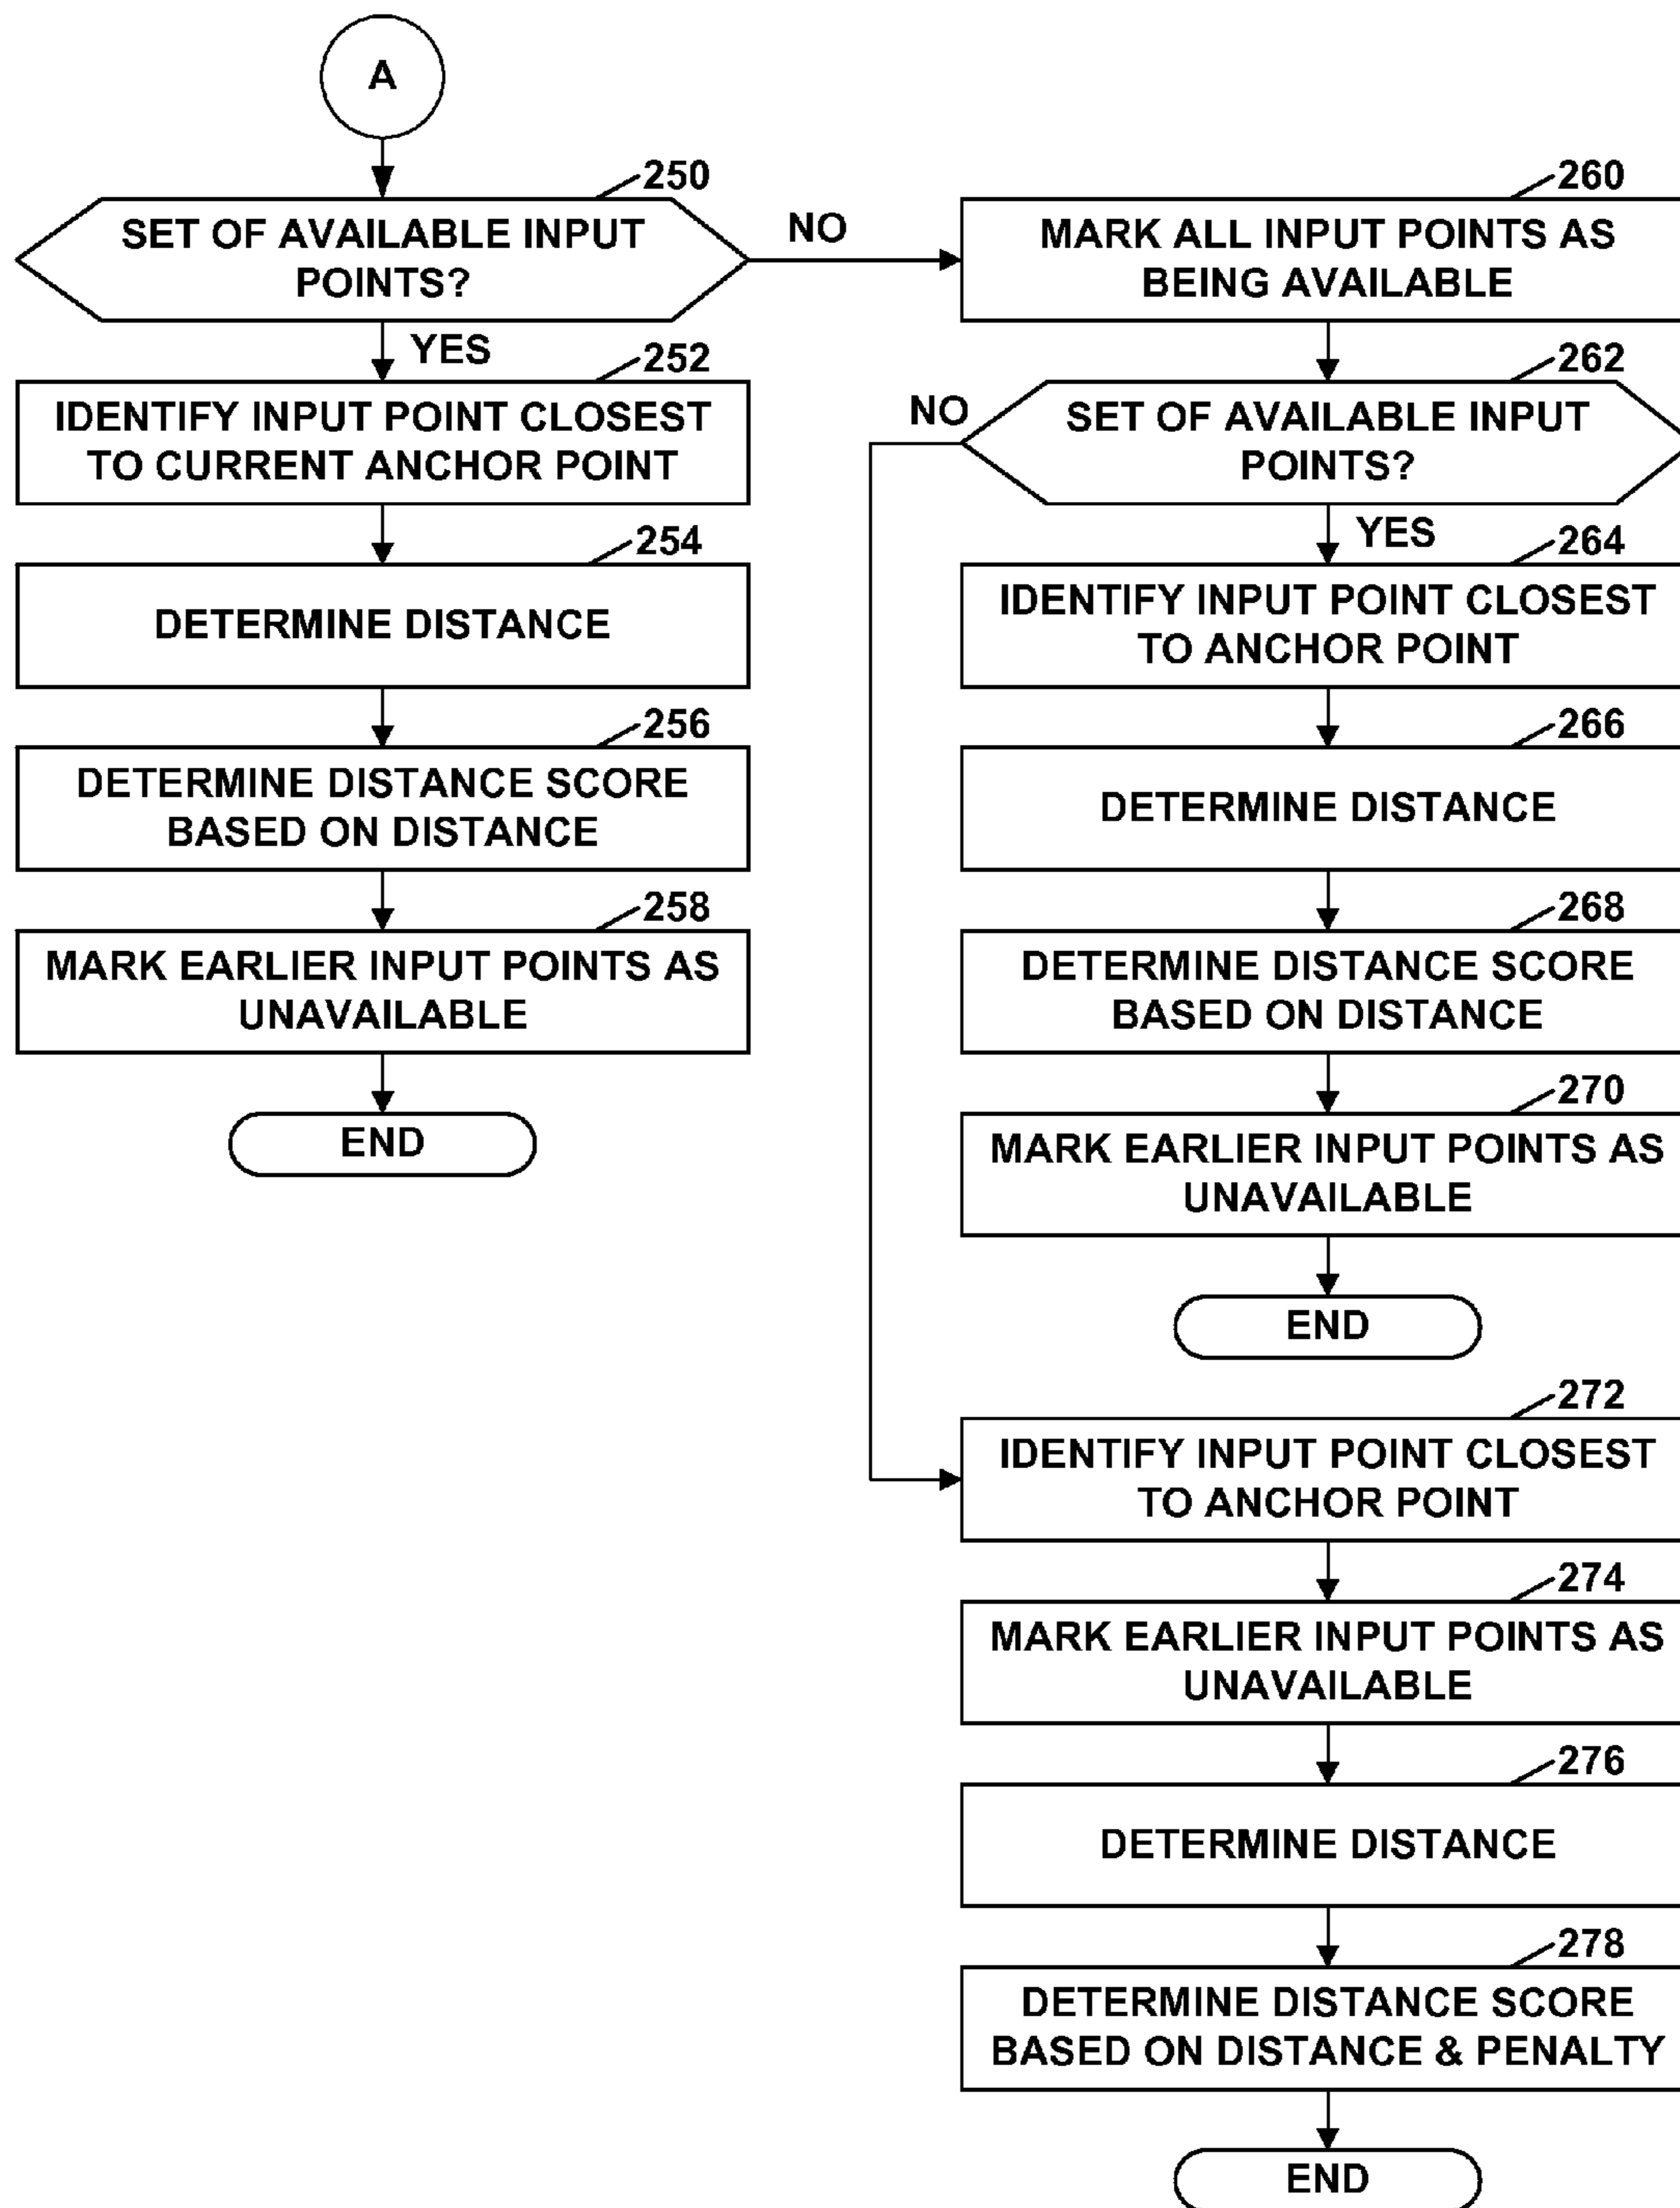 A
250
SET OF AVAILABLE INPUT
POINTS?
NO
YES
252
IDENTIFY INPUT POINT CLOSEST
TO CURRENT ANCHOR POINT
254
DETERMINE DISTANCE
256
DETERMINE DISTANCE SCORE
BASED ON DISTANCE
258
MARK EARLIER INPUT POINTS AS
UNAVAILABLE
END
260
MARK ALL INPUT POINTS AS
BEING AVAILABLE
262
NO
SET OF AVAILABLE INPUT
POINTS?
YES
264
IDENTIFY INPUT POINT CLOSEST
TO ANCHOR POINT
266
DETERMINE DISTANCE
268
DETERMINE DISTANCE SCORE
BASED ON DISTANCE
270
MARK EARLIER INPUT POINTS AS
UNAVAILABLE
END
272
IDENTIFY INPUT POINT CLOSEST
TO ANCHOR POINT
274
MARK EARLIER INPUT POINTS AS
UNAVAILABLE
276
DETERMINE DISTANCE
278
DETERMINE DISTANCE SCORE
BASED ON DISTANCE & PENALTY
END